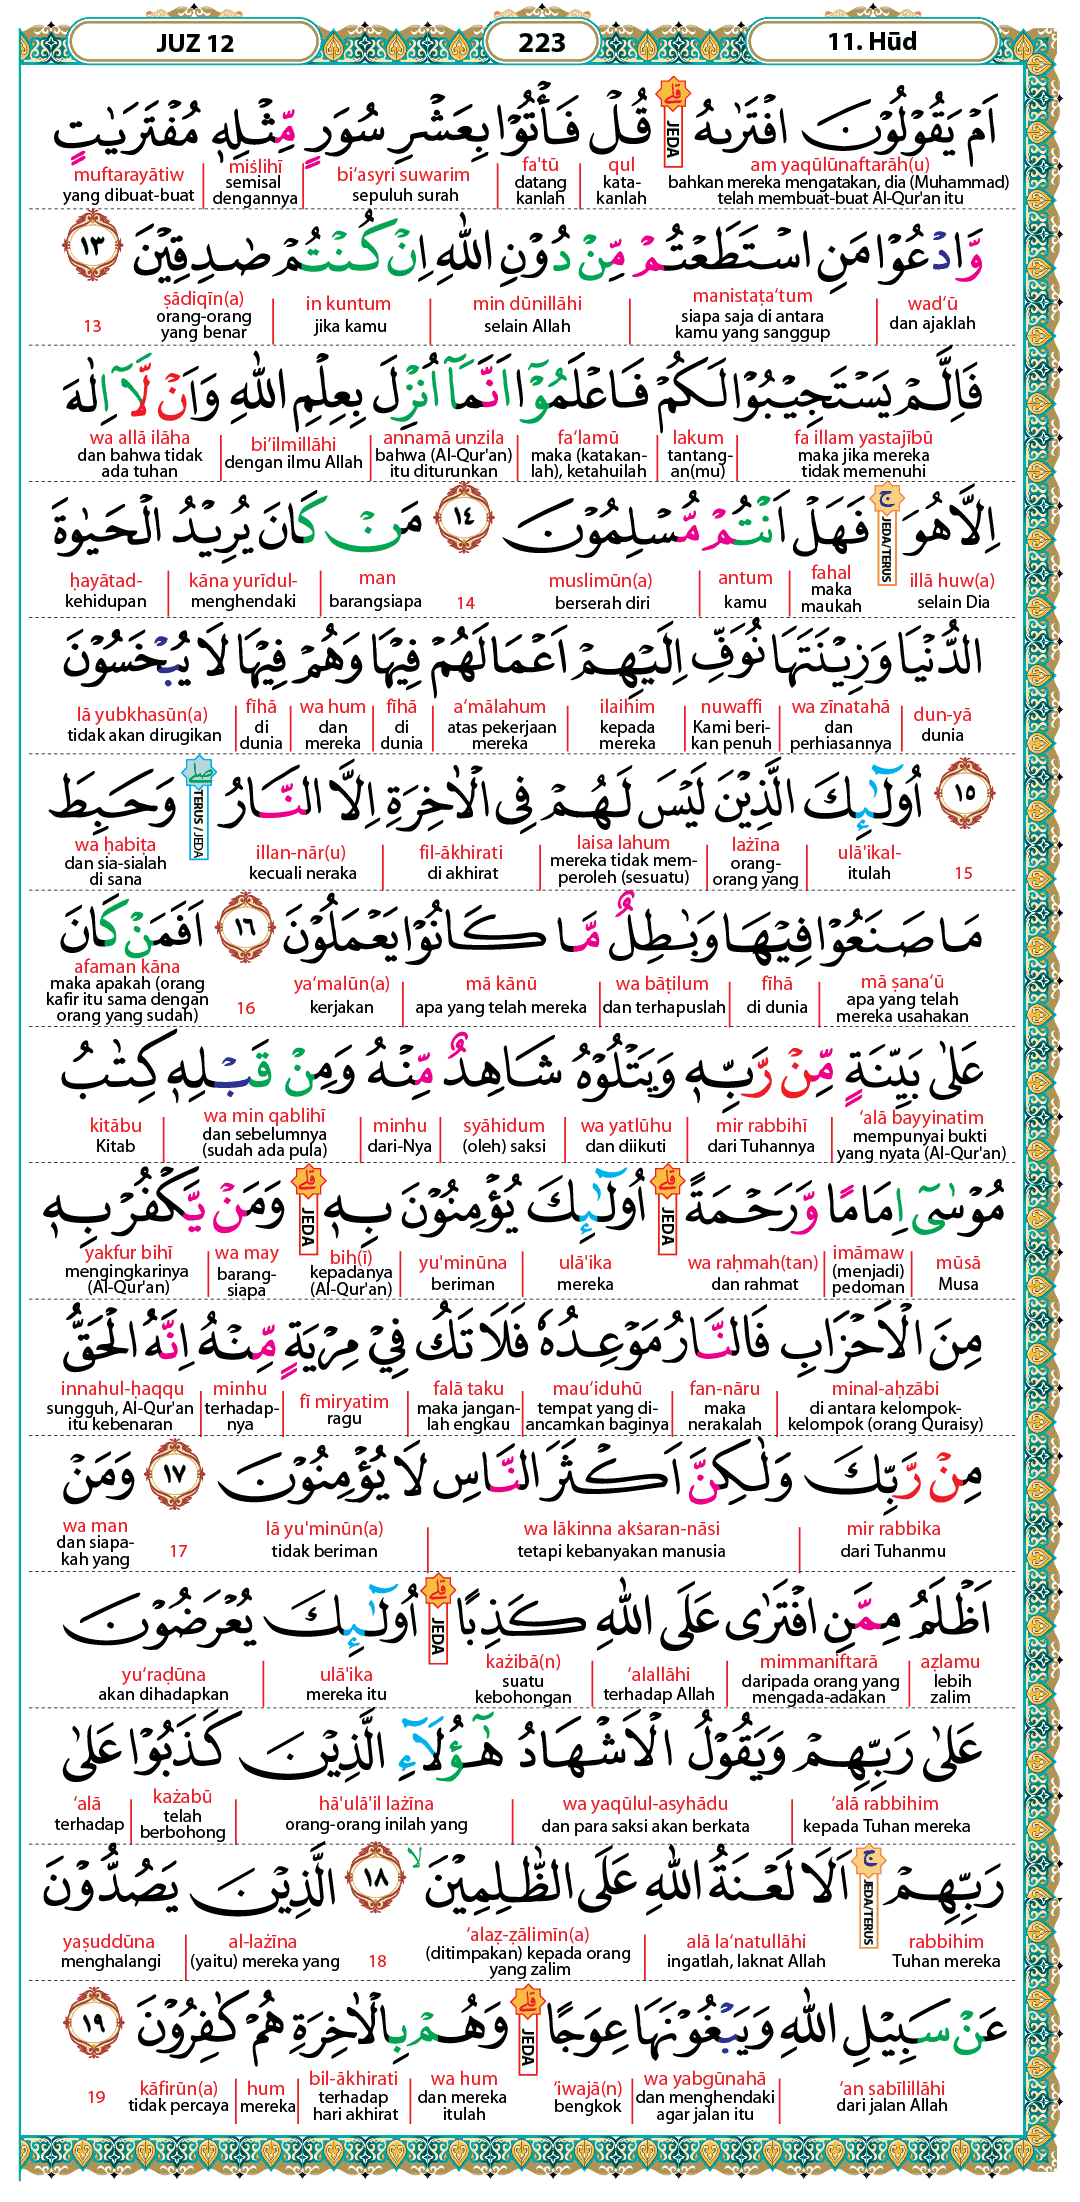 JUZ 12
223
11. Hūd
اَمْ يَقُوْلُوْنَ افْتَرٰىهُ ۗ قُلْ فَأْتُوْا بِعَشْرِ سُوَرٍ مِّثْلِهٖ مُفْتَرَيٰتٍ
JEDA
am yaqūlūnaftarāh(u) qul fa'tū bi‘asyri suwarim miṡlihī muftarayātiw
bahkan mereka mengatakan, dia (Muhammad) telah membuat-buat Al-Qur'an itu kata-kanlah datang kanlah sepuluh surah semisal dengannya yang dibuat-buat
وَّادْعُوْا مَنِ اسْتَطَعْتُمْ مِّنْ دُوْنِ اللّٰهِ اِنْ كُنْتُمْ صٰدِقِيْنَ ١٣
wad‘ū manistaṭa‘tum min dūnillāhi in kuntum ṣādiqīn(a) 13
dan ajaklah siapa saja di antara kamu yang sanggup selain Allah jika kamu orang-orang yang benar
فَاِلَّمْ يَسْتَجِيْبُوْا لَكُمْ فَاعْلَمُوْٓا اَنَّمَآ اُنْزِلَ بِعِلْمِ اللّٰهِ وَاَنْ لَّآ اِلٰهَ
fa illam yastajībū lakum fa‘lamū annamā unzila bi‘ilmillāhi wa allā ilāha
maka jika mereka tidak memenuhi tantang-an(mu) maka (katakan-lah), ketahuilah bahwa (Al-Qur'an) itu diturunkan dengan ilmu Allah dan bahwa tidak ada tuhan
اِلَّا هُوَ ۚ فَهَلْ اَنْتُمْ مُّسْلِمُوْنَ ١٤ مَنْ كَانَ يُرِيْدُ الْحَيٰوةَ
JEDA/TERUS
illā huw(a) fahal antum muslimūn(a) 14 man kāna yurīdul- ḥayātad-
selain Dia maka maukah kamu berserah diri barangsiapa menghendaki kehidupan
الدُّنْيَا وَزِيْنَتَهَا نُوَفِّ اِلَيْهِمْ اَعْمَالَهُمْ فِيْهَا وَهُمْ فِيْهَا لَا يُبْخَسُوْنَ
dun-yā wa zīnatahā nuwaffi ilaihim a‘mālahum fīhā wa hum fīhā lā yubkhasūn(a)
dunia dan perhiasannya Kami beri-kan penuh kepada mereka atas pekerjaan mereka di dunia dan mereka di dunia tidak akan dirugikan
١٥ اُولٰۤىِٕكَ الَّذِيْنَ لَيْسَ لَهُمْ فِى الْاٰخِرَةِ اِلَّا النَّارُ ۖ وَحَبِطَ
TERUS / JEDA
15 ulā'ikal- lażīna laisa lahum fil-ākhirati illan-nār(u) wa ḥabiṭa
itulah orang-orang yang mereka tidak mem-peroleh (sesuatu) di akhirat kecuali neraka dan sia-sialah di sana
مَا صَنَعُوْا فِيْهَا وَبٰطِلٌ مَّا كَانُوْا يَعْمَلُوْنَ ١٦ اَفَمَنْ كَانَ
mā ṣana‘ū fīhā wa bāṭilum mā kānū ya‘malūn(a) 16 afaman kāna
apa yang telah mereka usahakan di dunia dan terhapuslah apa yang telah mereka kerjakan maka apakah (orang kafir itu sama dengan orang yang sudah)
عَلٰى بَيِّنَةٍ مِّنْ رَّبِّهٖ وَيَتْلُوْهُ شَاهِدٌ مِّنْهُ وَمِنْ قَبْلِهٖ كِتٰبُ
‘alā bayyinatim mir rabbihī wa yatlūhu syāhidum minhu wa min qablihī kitābu
mempunyai bukti yang nyata (Al-Qur'an) dari Tuhannya dan diikuti (oleh) saksi dari-Nya dan sebelumnya (sudah ada pula) Kitab
مُوْسٰىٓ اِمَامًا وَّرَحْمَةً ۗ اُولٰۤىِٕكَ يُؤْمِنُوْنَ بِهٖ ۗ وَمَنْ يَّكْفُرْ بِهٖ
JEDA JEDA
mūsā imāmaw wa raḥmah(tan) ulā'ika yu'minūna bih(ī) wa may yakfur bihī
Musa (menjadi) pedoman dan rahmat mereka beriman kepadanya (Al-Qur'an) barang-siapa mengingkarinya (Al-Qur'an)
مِنَ الْاَحْزَابِ فَالنَّارُ مَوْعِدُهٗ فَلَا تَكُ فِيْ مِرْيَةٍ مِّنْهُ اِنَّهُ الْحَقُّ
minal-aḥzābi fan-nāru mau‘iduhū falā taku fī miryatim minhu innahul-ḥaqqu
di antara kelompok-kelompok (orang Quraisy) maka nerakalah tempat yang di-ancamkan baginya maka jangan-lah engkau ragu terhadap-nya sungguh, Al-Qur'an itu kebenaran
مِنْ رَّبِّكَ وَلٰكِنَّ اَكْثَرَ النَّاسِ لَا يُؤْمِنُوْنَ ١٧ وَمَنْ
mir rabbika wa lākinna akṡaran-nāsi lā yu'minūn(a) 17 wa man
dari Tuhanmu tetapi kebanyakan manusia tidak beriman dan siapa-kah yang
اَظْلَمُ مِمَّنِ افْتَرٰى عَلَى اللّٰهِ كَذِبًا ۗ اُولٰۤىِٕكَ يُعْرَضُوْنَ
JEDA
aẓlamu mimmaniftarā ‘alallāhi każibā(n) ulā'ika yu‘raḍūna
lebih zalim daripada orang yang mengada-adakan terhadap Allah suatu kebohongan mereka itu akan dihadapkan
عَلٰى رَبِّهِمْ وَيَقُوْلُ الْاَشْهَادُ هٰٓؤُلَاۤءِ الَّذِيْنَ كَذَبُوْا عَلٰى
‘alā rabbihim wa yaqūlul-asyhādu hā'ulā'il lażīna każabū ‘alā
kepada Tuhan mereka dan para saksi akan berkata orang-orang inilah yang telah berbohong terhadap
رَبِّهِمْ ۚ اَلَا لَعْنَةُ اللّٰهِ عَلَى الظّٰلِمِيْنَ ۙ ١٨ الَّذِيْنَ يَصُدُّوْنَ
JEDA/TERUS
rabbihim alā la‘natullāhi ‘alaẓ-ẓālimīn(a) 18 al-lażīna yaṣuddūna
Tuhan mereka ingatlah, laknat Allah (ditimpakan) kepada orang yang zalim (yaitu) mereka yang menghalangi
عَنْ سَبِيْلِ اللّٰهِ وَيَبْغُوْنَهَا عِوَجًا ۗ وَهُمْ بِالْاٰخِرَةِ هُمْ كٰفِرُوْنَ ١٩
JEDA
‘an sabīlillāhi wa yabgūnahā ‘iwajā(n) wa hum bil-ākhirati hum kāfirūn(a) 19
dari jalan Allah dan menghendaki agar jalan itu bengkok dan mereka itulah terhadap hari akhirat mereka tidak percaya